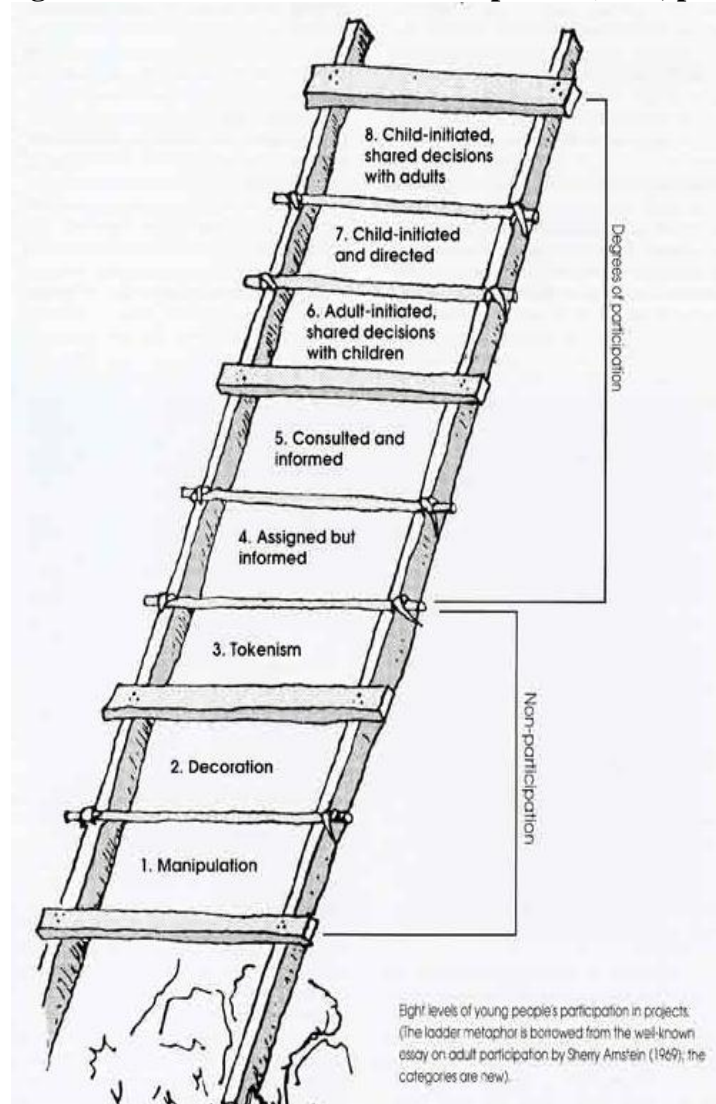 8. Child-initiated,
shared decisions
with adults
7. Child-initiated
and directed
6. Adult-initiated,
shared decisions
with children
5. Consulted and
informed
4. Assigned but
informed
3. Tokenism
2. Decoration
1. Manipulation
Degrees of participation
Non-participation
Eight levels of young people's participation in projects.
(The ladder metaphor is borrowed from the well-known
essay on adult participation by Sherry Arnstein (1969); the
categories are new).